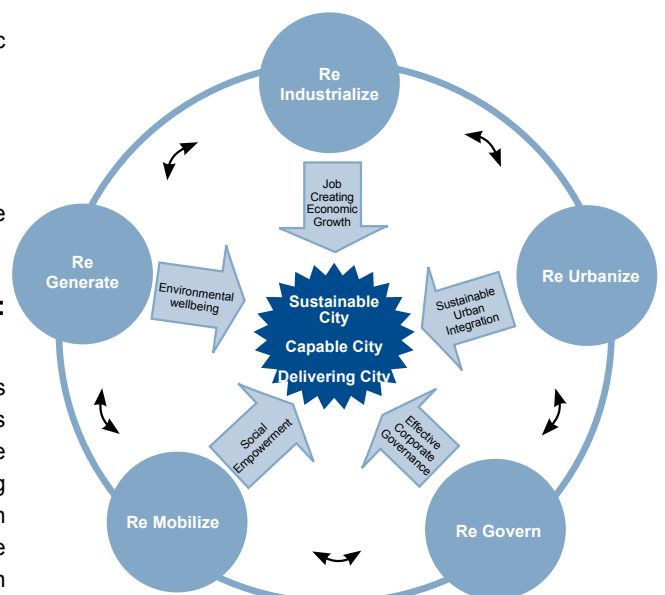 c
e
:
s
s
e
g
n
e
n
Re
Industrialize
Job
Creating
Economic
Growth
Re
Generate
Environmental
wellbeing
Re Urbanize
Sustainable
Urban
Integration
Sustainable
City
Capable City
Delivering City
Social
Empowerment
Effective
Corporate
Governance
Re Mobilize
Re Govern